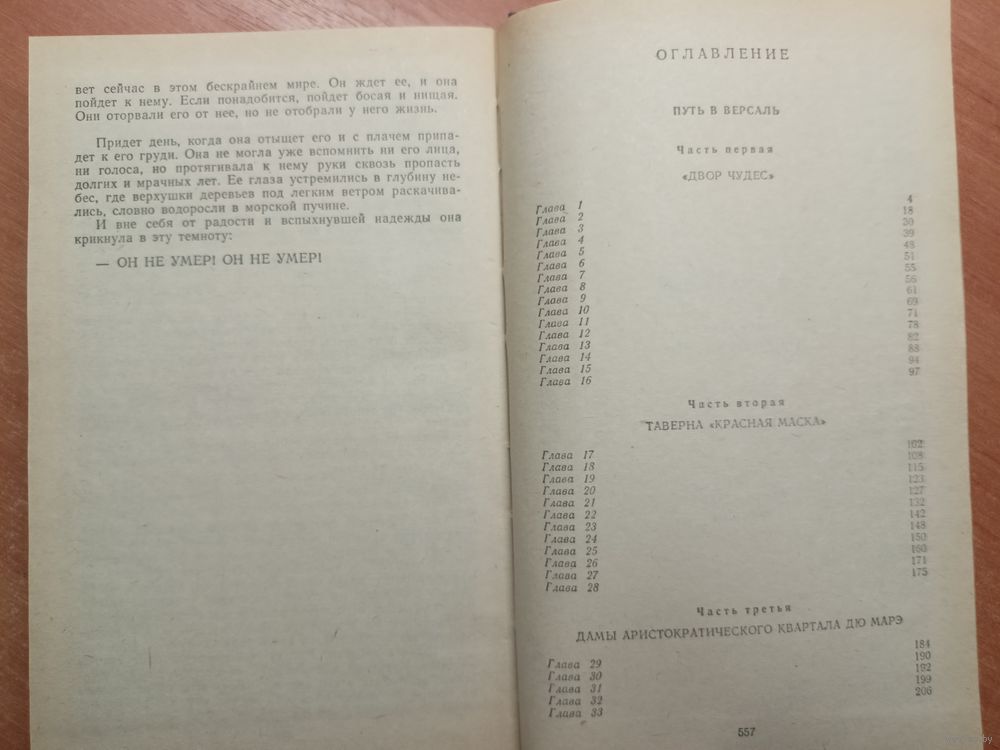 вет сейчас в этом бескрайнем мире. Он ждет ее, и она
пойдет к нему. Если понадобится, пойдет босая и нищая.
Они оторвали его от нее, но не отобрали у него жизнь.
Придет день, когда она отыщет его и с плачем припа-
дет к его груди. Она не могла уже вспомнить ни его лица,
ни голоса, но протягивала к нему руки сквозь пропасть
долгих и мрачных лет. Ее глаза устремились в глубину не-
бес, где верхушки деревьев под легким ветром раскачива-
лись, словно водоросли в морской пучине.
И вне себя от радости и вспыхнувшей надежды она
крикнула в эту темноту:
— ОН НЕ УМЕР! ОН НЕ УМЕР!
ОГЛАВЛЕНИЕ
ПУТЬ В ВЕРСАЛЬ
Часть первая
«ДВОР ЧУДЕС»
Глава 1 4
Глава 2 18
Глава 3 30
Глава 4 39
Глава 5 48
Глава 6 51
Глава 7 55
Глава 8 56
Глава 9 61
Глава 10 69
Глава 11 71
Глава 12 78
Глава 13 82
Глава 14 88
Глава 15 94
Глава 16 97
Часть вторая
ТАВЕРНА «КРАСНАЯ МАСКА»
Глава 17 102
Глава 18 108
Глава 19 115
Глава 20 123
Глава 21 127
Глава 22 132
Глава 23 142
Глава 24 148
Глава 25 150
Глава 26 160
Глава 27 171
Глава 28 175
Часть третья
ДАМЫ АРИСТОКРАТИЧЕСКОГО КВАРТАЛА ДЮ МАРЭ
Глава 29 184
Глава 30 190
Глава 31 192
Глава 32 199
Глава 33 206
557